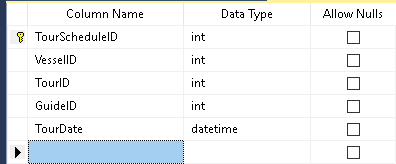 Column Name Data Type Allow Nulls
TourScheduleID int
VesselID int
TourID int
GuideID int
TourDate datetime